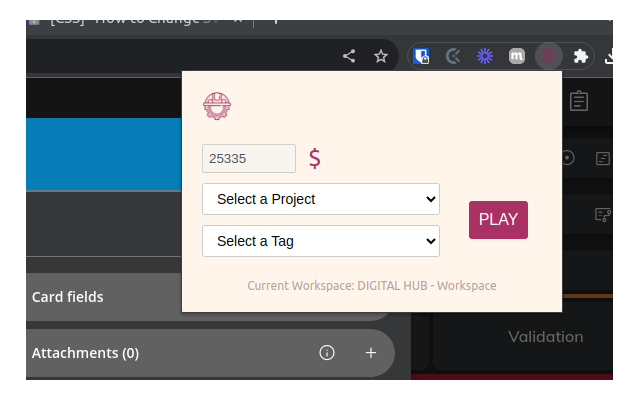 [CSS] - How to Change
m
25335
$
Select a Project
PLAY
Select a Tag
Current Workspace: DIGITAL HUB - Workspace
Card fields
Attachments (0)
Validation